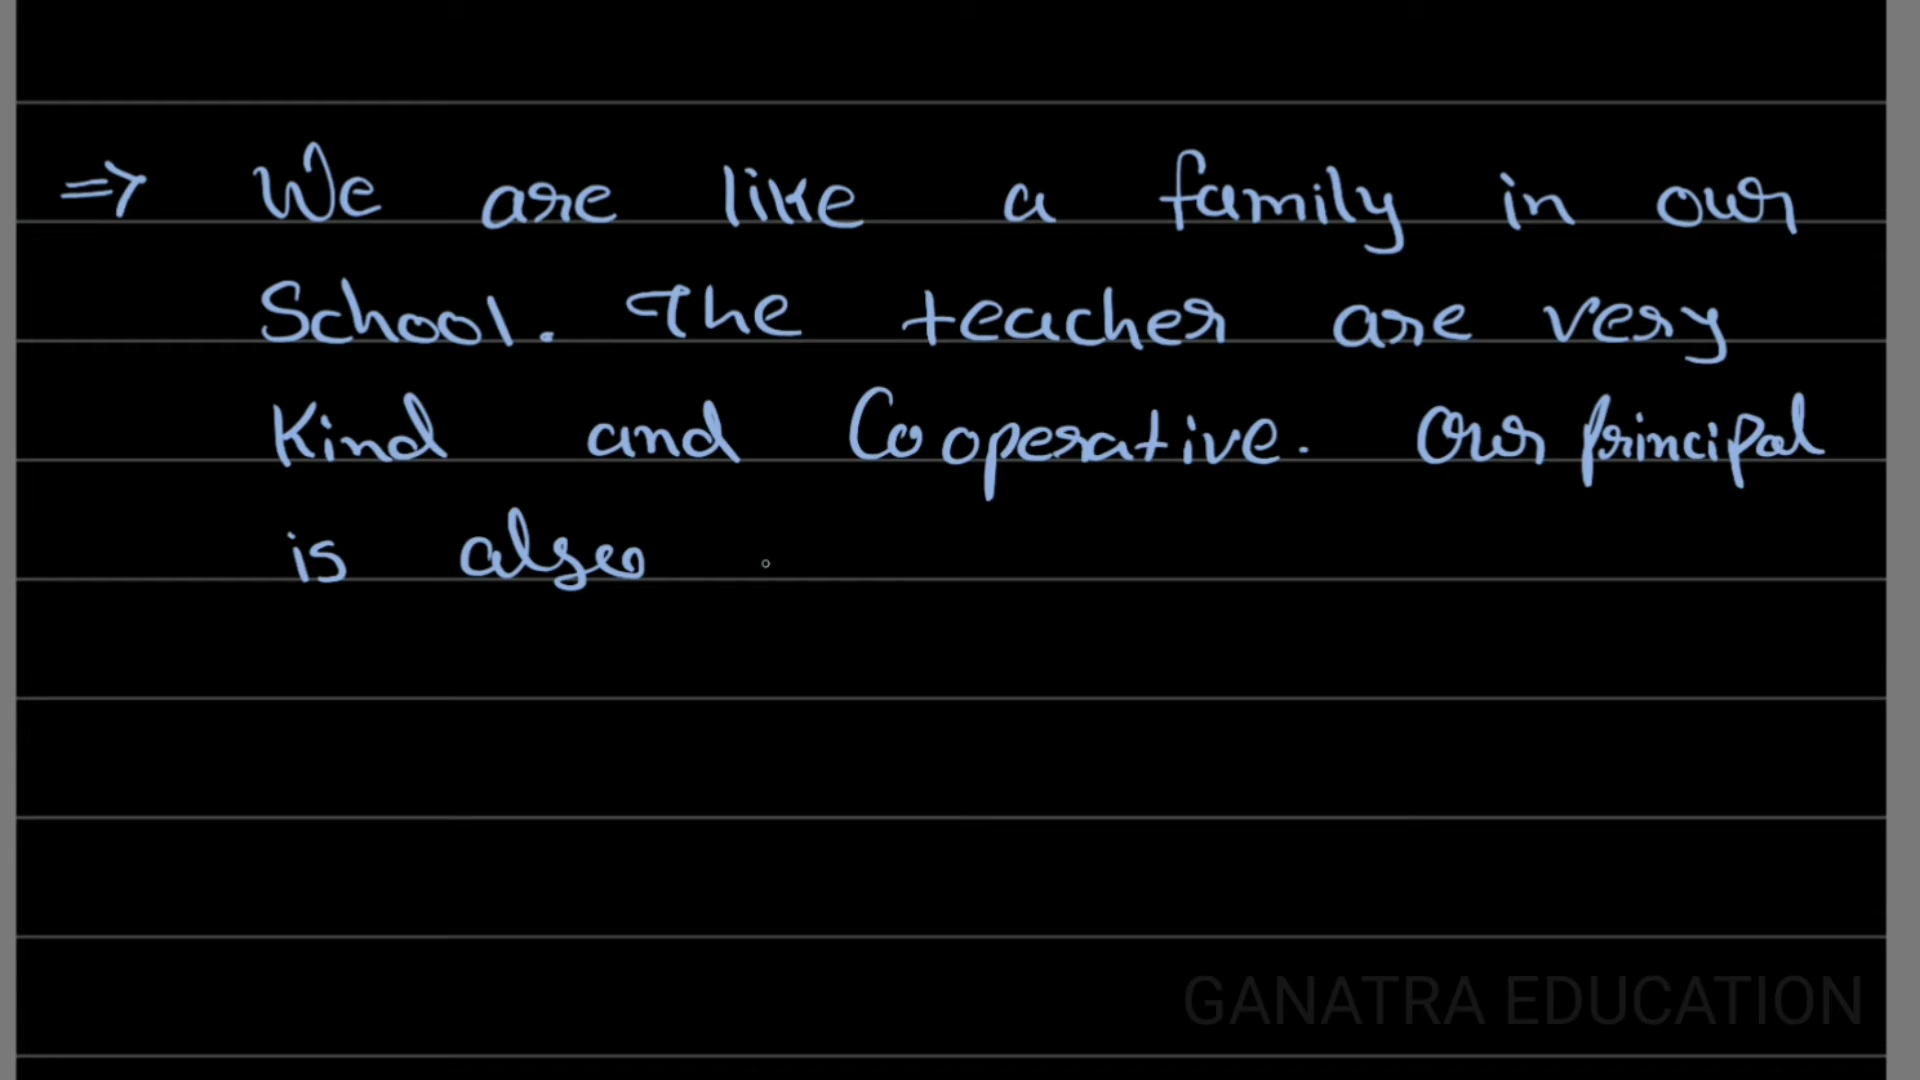 => We are like a family in our
School. The teacher are very
Kind and Cooperative. Our principal
is also
GANATRA EDUCATION